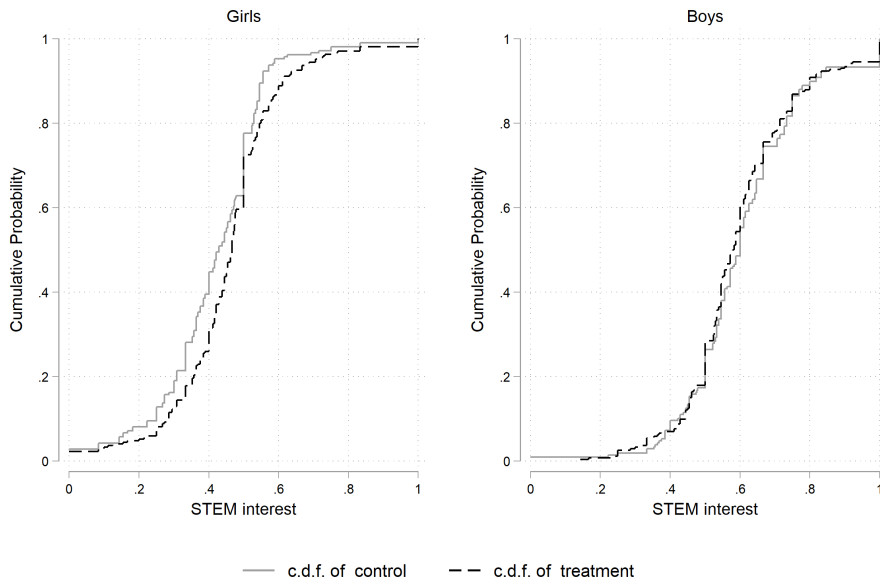 Girls
Boys
Cumulative Probability
1
.8
.6
.4
.2
0
0 .2 .4 .6 .8 1
STEM interest
Cumulative Probability
1
.8
.6
.4
.2
0
0 .2 .4 .6 .8 1
STEM interest
c.d.f. of control
c.d.f. of treatment